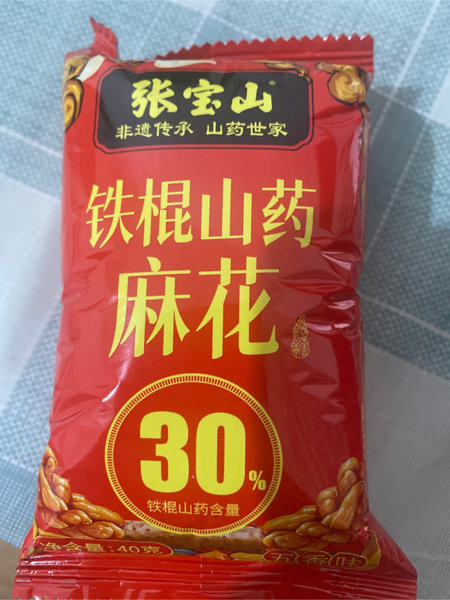 张宝山®
非遗传承 山药世家
铁棍山药
麻花
30%
铁棍山药含量
净含量:40克
五香味